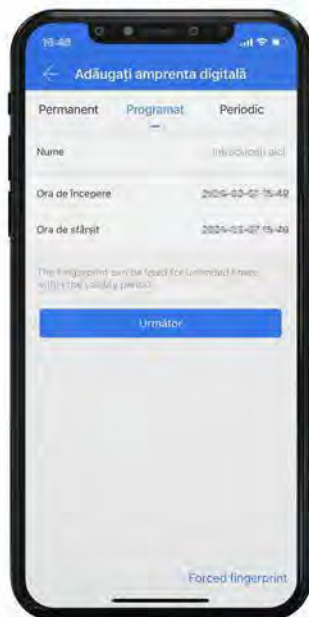 Adăugați amprenta digitală
Permanent Programat Periodic
Nume Introduceți aici
Ora de începere
Ora de sfârșit
The fingerprint can be used for unlimited times
within the validity period.
Următor
Forced fingerprint